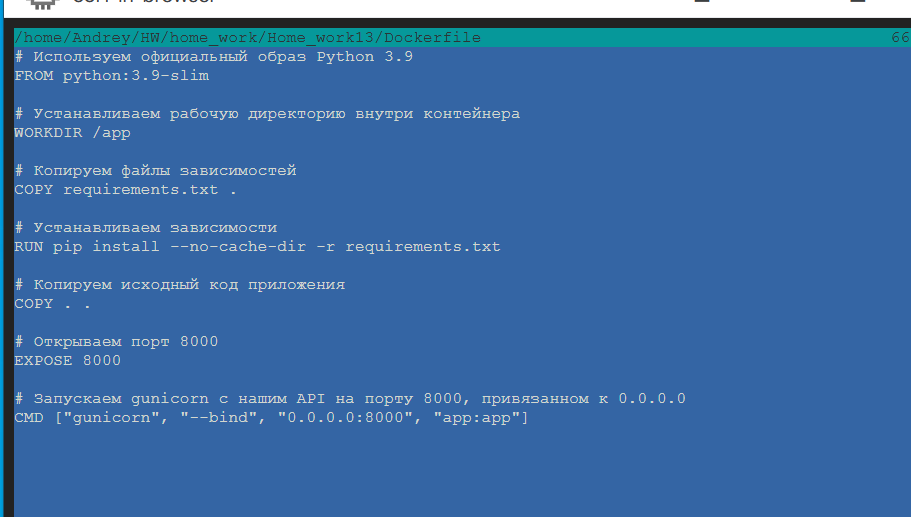 /home/Andrey/HW/home_work/Home_work13/Dockerfile 66
# Используем официальный образ Python 3.9
FROM python:3.9-slim
# Устанавливаем рабочую директорию внутри контейнера
WORKDIR /app
# Копируем файлы зависимостей
COPY requirements.txt .
# Устанавливаем зависимости
RUN pip install --no-cache-dir -r requirements.txt
# Копируем исходный код приложения
COPY . .
# Открываем порт 8000
EXPOSE 8000
# Запускаем gunicorn с нашим API на порту 8000, привязанном к 0.0.0.0
CMD ["gunicorn", "--bind", "0.0.0.0:8000", "app:app"]